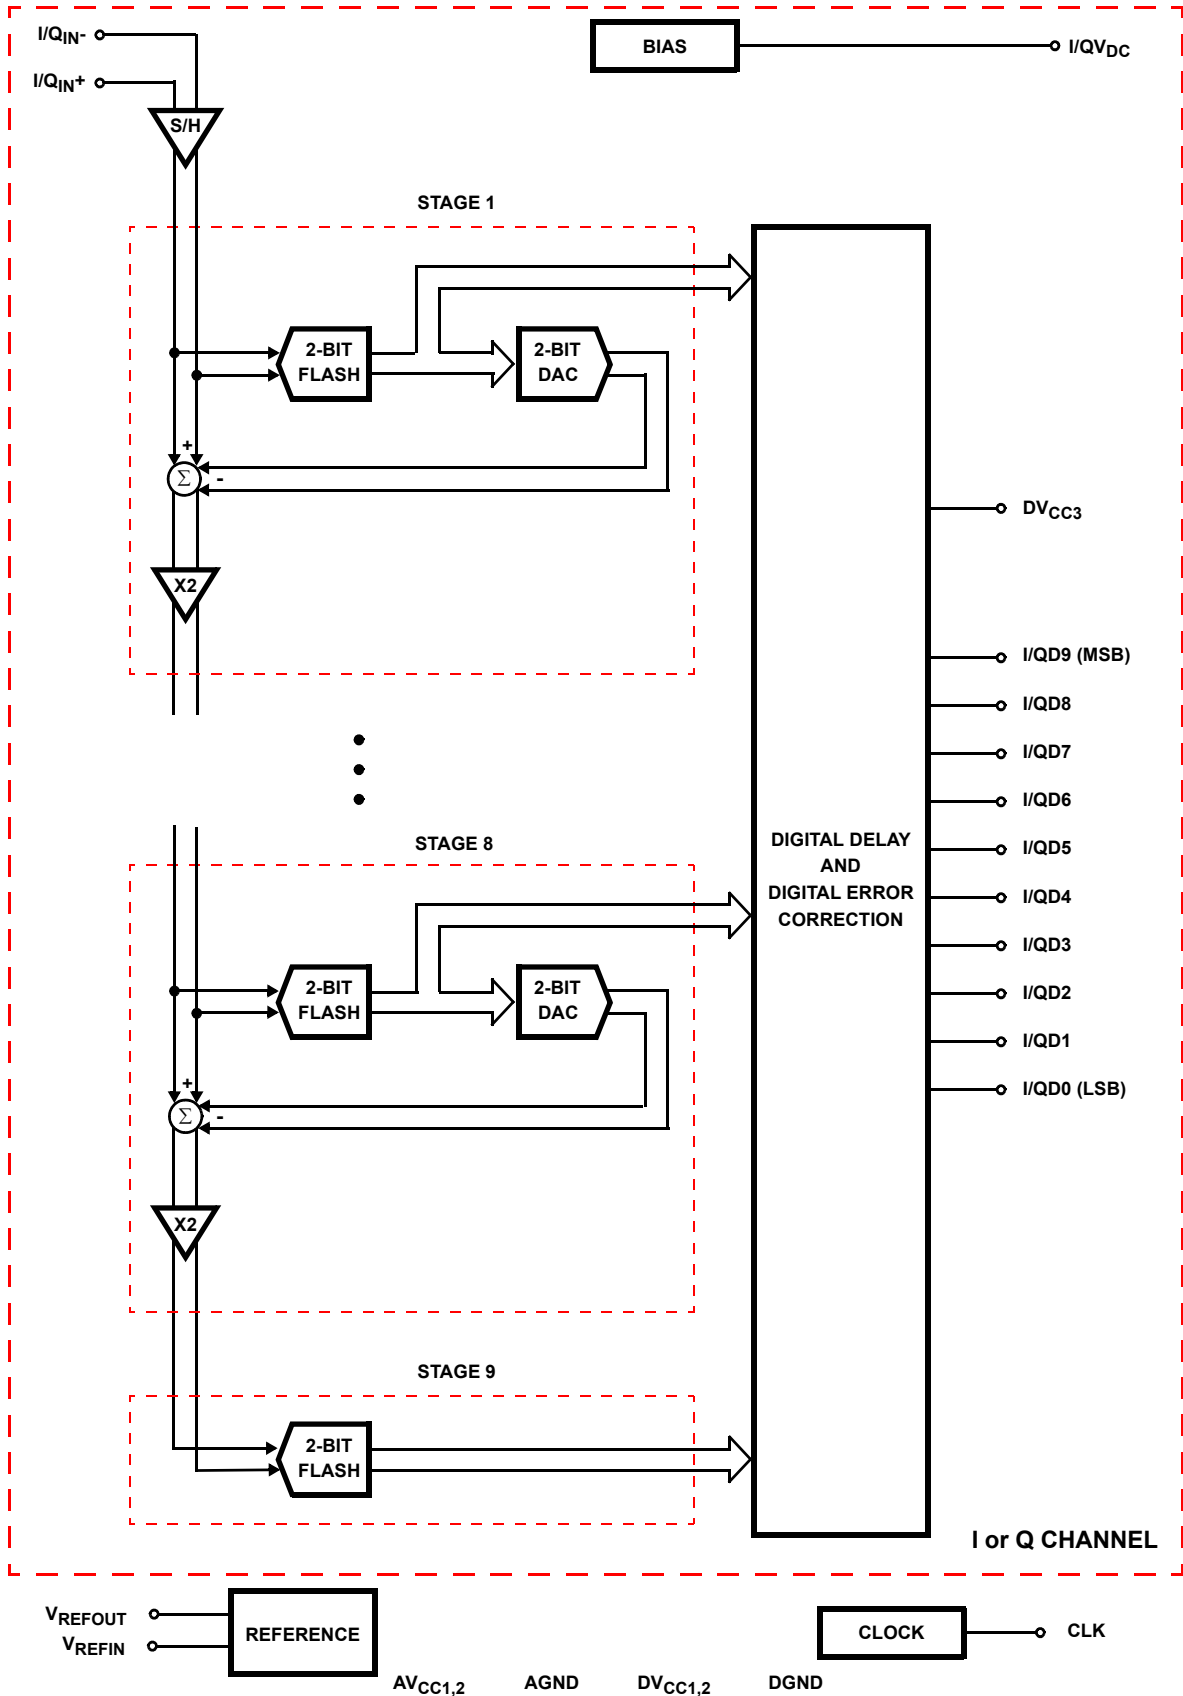 I/QIN-
BIAS
I/QVDC
I/QIN+
S/H
STAGE 1
2-BIT
FLASH
2-BIT
DAC
+
Σ
-
DVCC3
X2
I/QD9 (MSB)
I/QD8
I/QD7
I/QD6
STAGE 8
DIGITAL DELAY
AND
DIGITAL ERROR
CORRECTION
I/QD5
I/QD4
I/QD3
2-BIT
FLASH
2-BIT
DAC
I/QD2
I/QD1
+
Σ
-
I/QD0 (LSB)
X2
STAGE 9
2-BIT
FLASH
I or Q CHANNEL
VREFOUT
VREFIN
REFERENCE
CLOCK
CLK
AVCC1,2
AGND
DVCC1,2
DGND